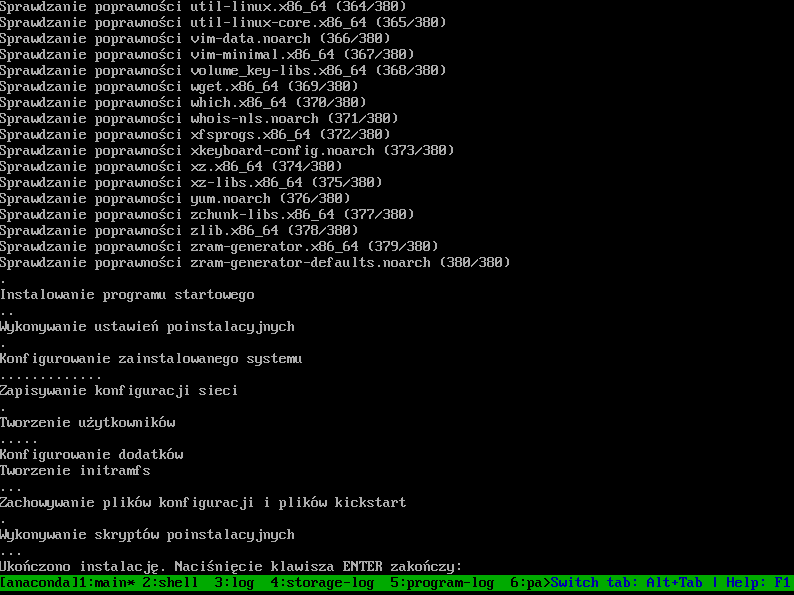 Sprawdzanie poprawności util-linux.x86_64 (364/380)
Sprawdzanie poprawności util-linux-core.x86_64 (365/380)
Sprawdzanie poprawności vim-data.noarch (366/380)
Sprawdzanie poprawności vim-minimal.x86_64 (367/380)
Sprawdzanie poprawności volume_key-libs.x86_64 (368/380)
Sprawdzanie poprawności wget.x86_64 (369/380)
Sprawdzanie poprawności which.x86_64 (370/380)
Sprawdzanie poprawności whois-nls.noarch (371/380)
Sprawdzanie poprawności xfsprogs.x86_64 (372/380)
Sprawdzanie poprawności xkeyboard-config.noarch (373/380)
Sprawdzanie poprawności xz.x86_64 (374/380)
Sprawdzanie poprawności xz-libs.x86_64 (375/380)
Sprawdzanie poprawności yum.noarch (376/380)
Sprawdzanie poprawności zchunk-libs.x86_64 (377/380)
Sprawdzanie poprawności zlib.x86_64 (378/380)
Sprawdzanie poprawności zram-generator.x86_64 (379/380)
Sprawdzanie poprawności zram-generator-defaults.noarch (380/380)
.
Instalowanie programu startowego
..
Wykonywanie ustawień poinstalacyjnych
.
Konfigurowanie zainstalowanego systemu
.............
Zapisywanie konfiguracji sieci
.
Tworzenie użytkowników
.....
Konfigurowanie dodatków
Tworzenie initramfs
...
Zachowywanie plików konfiguracji i plików kickstart
.
Wykonywanie skryptów poinstalacyjnych
...
Ukończono instalację. Naciśnięcie klawisza ENTER zakończy:
[anaconda]1:main* 2:shell  3:log  4:storage-log  5:program-log  6:pa>Switch tab: Alt+Tab | Help: F1